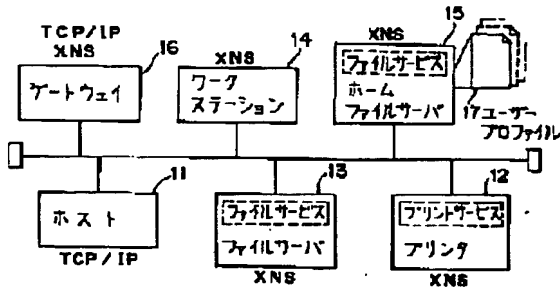 TCP/IP
XNS
16
ゲートウェイ
XNS
14
ワーク
ステーション
XNS
15
ファイルサービス
ホーム
ファイルサーバ
17 ユーザー
プロファイル
11
ホスト
TCP/IP
13
ファイルサービス
ファイルサーバ
XNS
12
プリントサービス
プリンタ
XNS